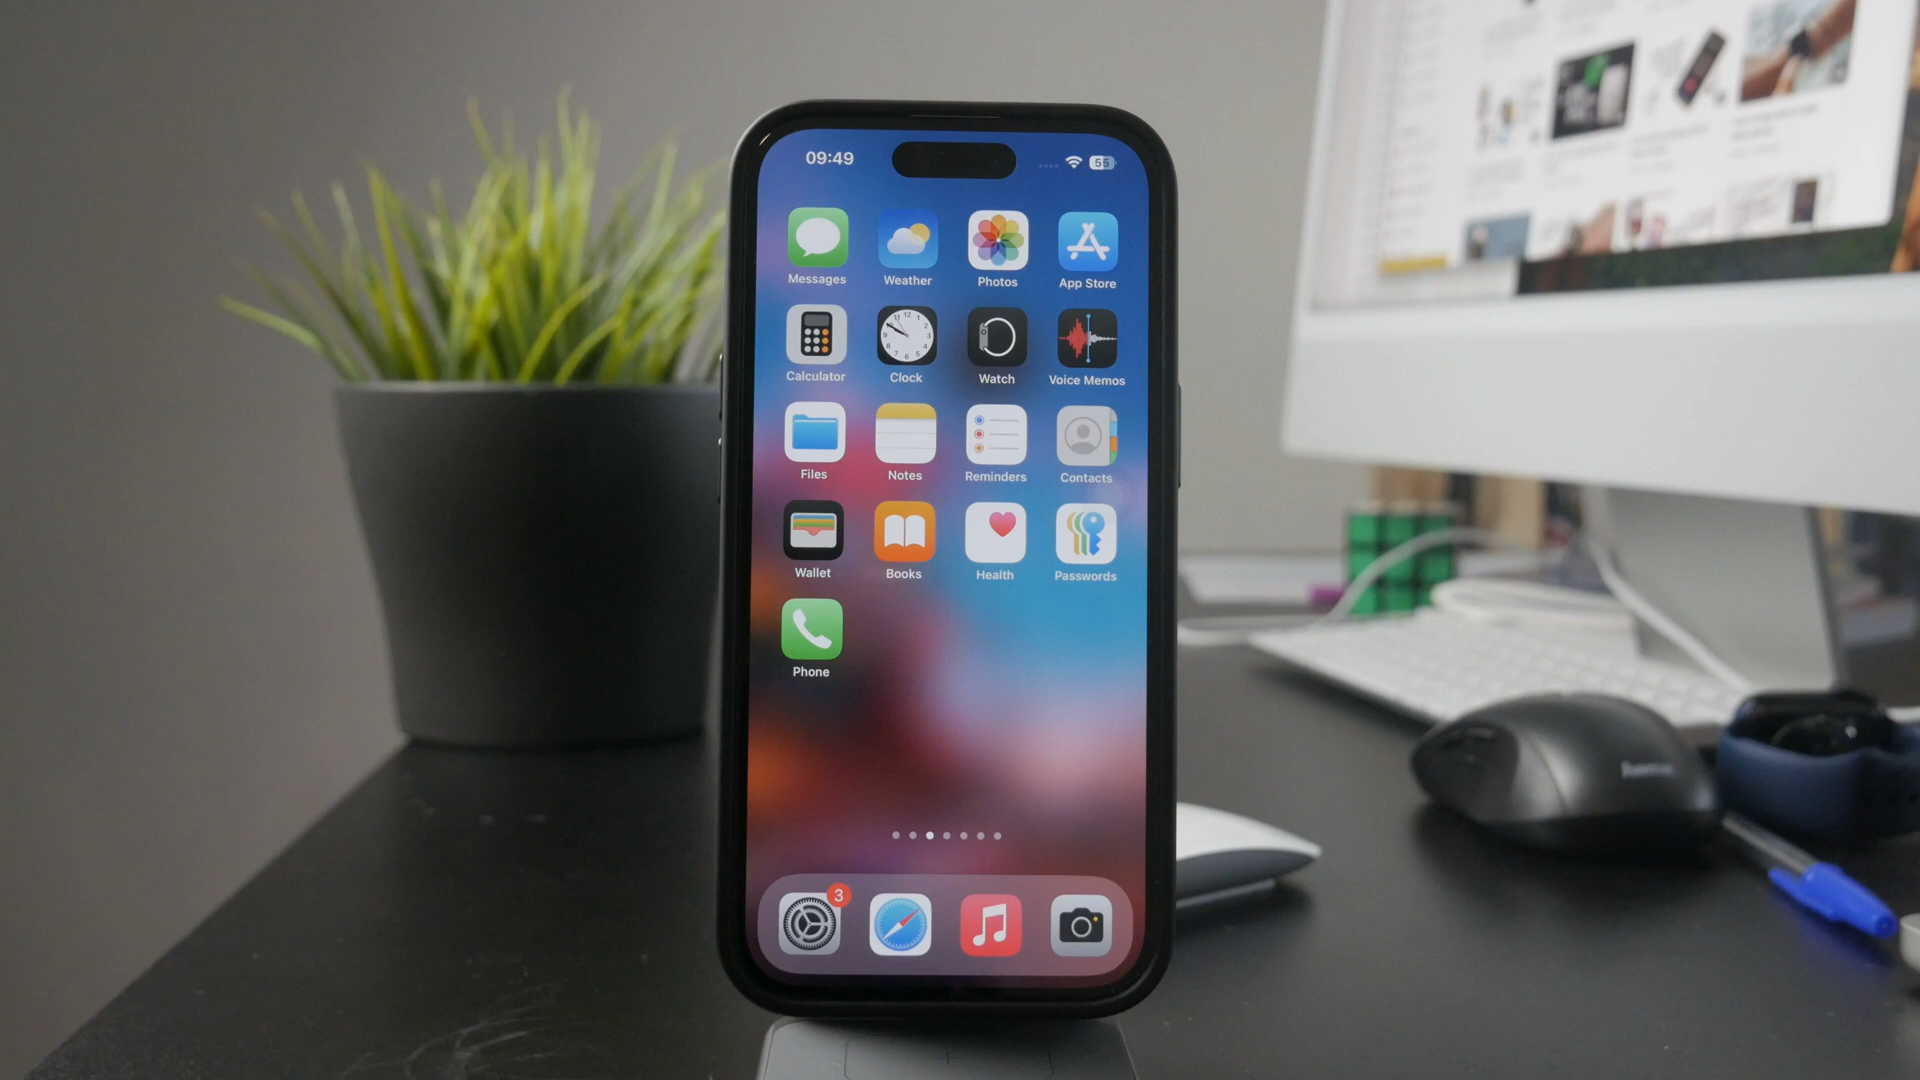 09:49
55
Messages
Weather
Photos
App Store
Calculator
Clock
Watch
Voice Memos
Files
Notes
Reminders
Contacts
Wallet
Books
Health
Passwords
Phone
3
hama